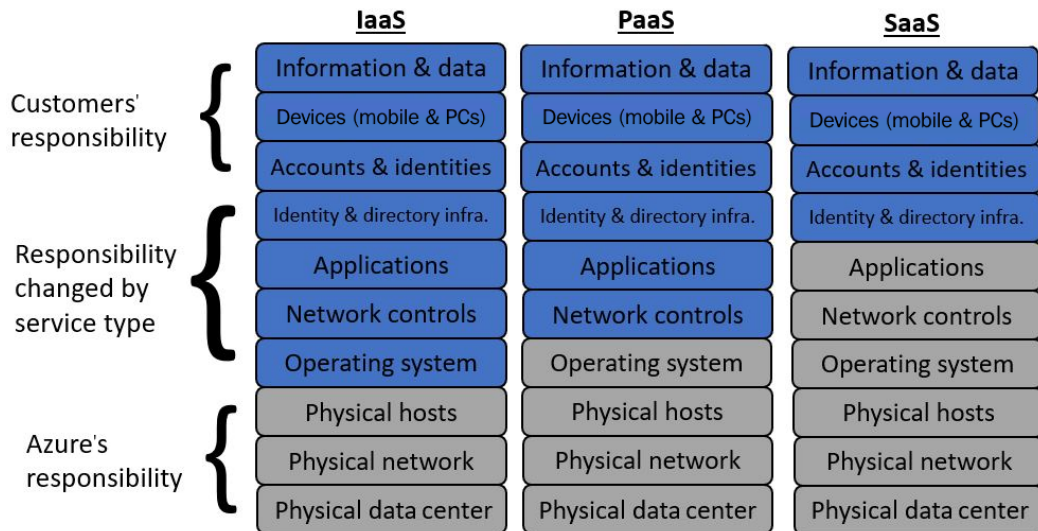 IaaS PaaS SaaS
Customers'
responsibility
Information & data Information & data Information & data
Devices (mobile & PCs) Devices (mobile & PCs) Devices (mobile & PCs)
Accounts & identities Accounts & identities Accounts & identities
Responsibility
changed by
service type
Identity & directory infra. Identity & directory infra. Identity & directory infra.
Applications Applications Applications
Network controls Network controls Network controls
Operating system Operating system Operating system
Azure's
responsibility
Physical hosts Physical hosts Physical hosts
Physical network Physical network Physical network
Physical data center Physical data center Physical data center